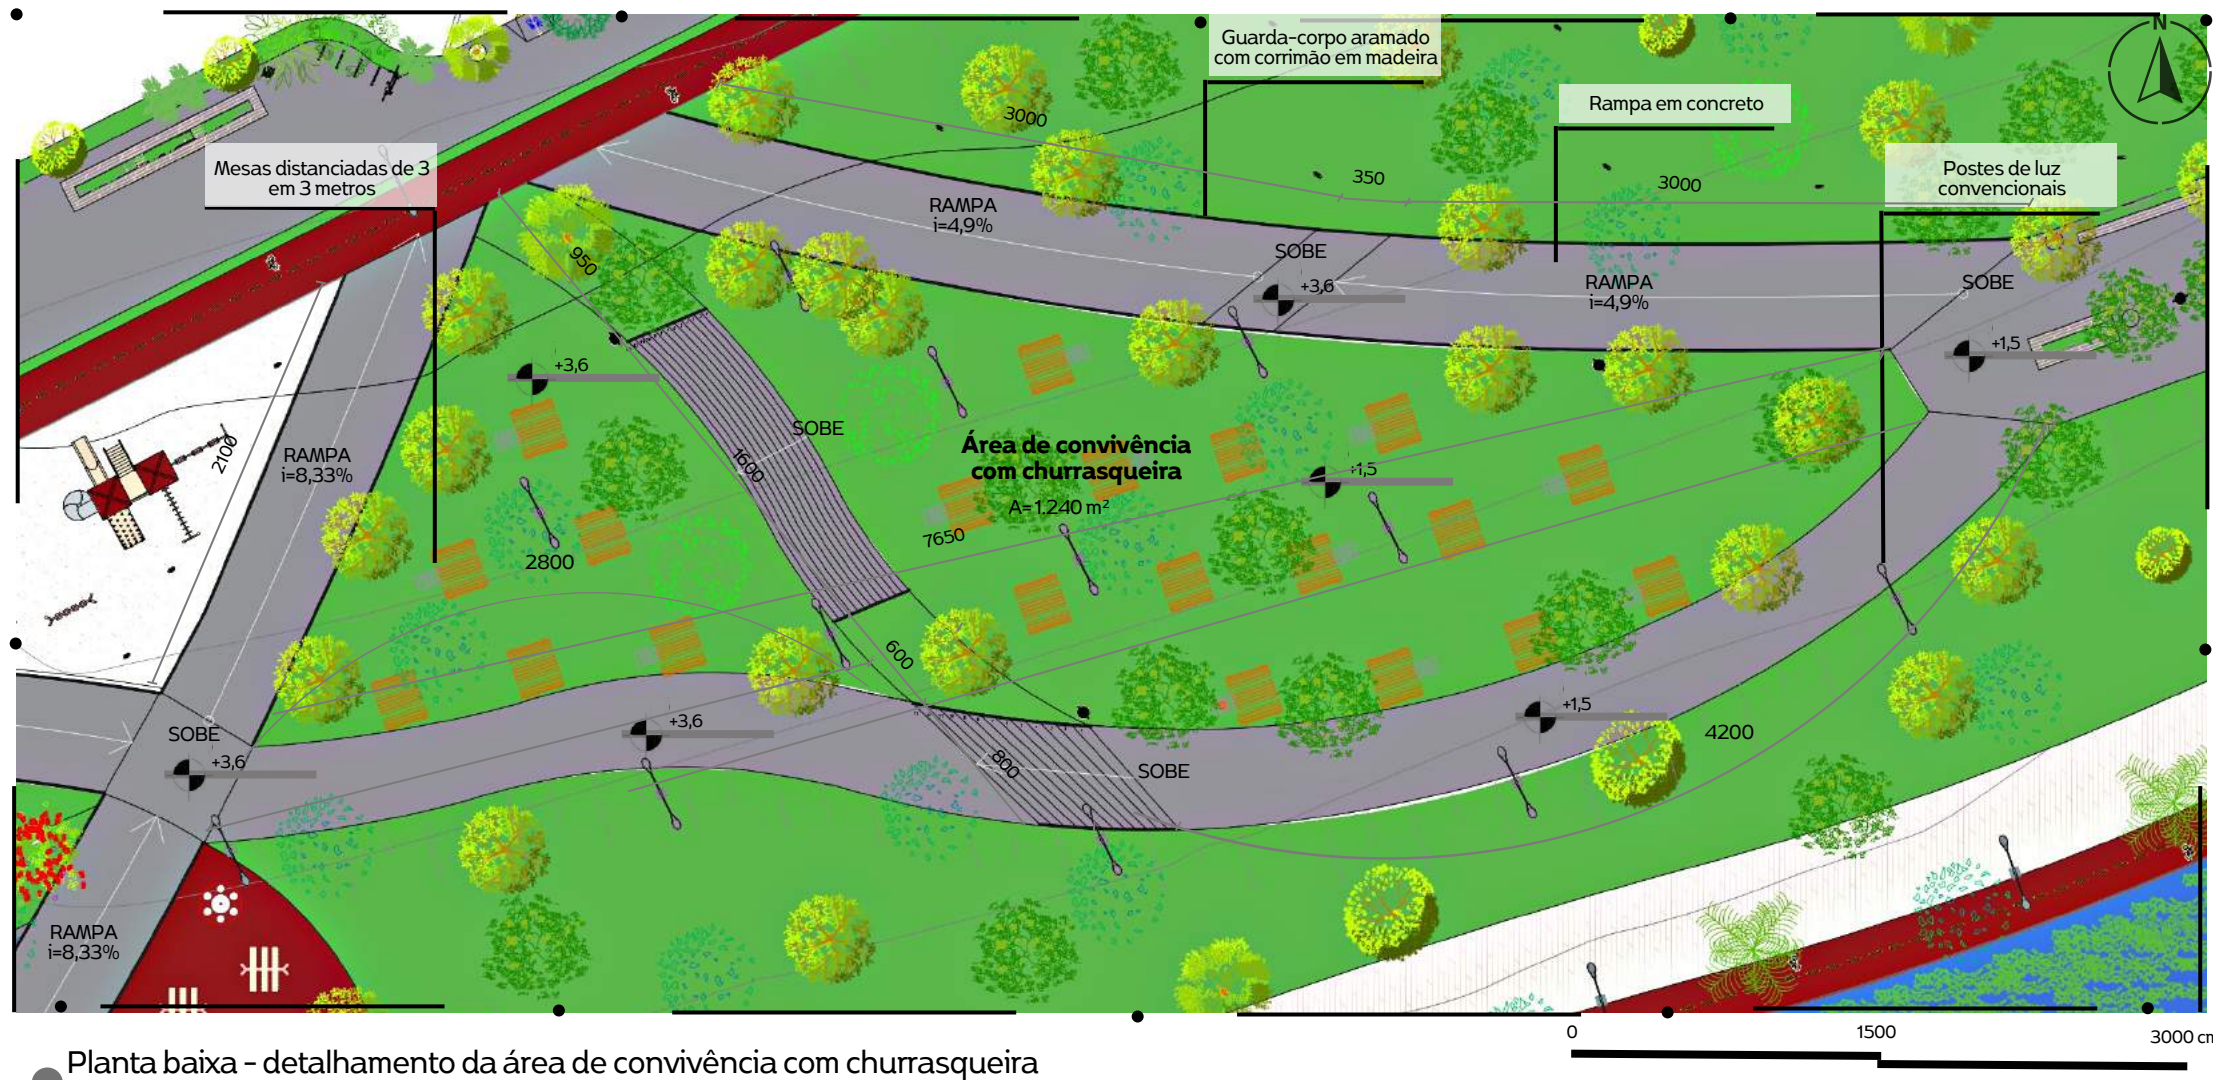 N
Guarda-corpo aramado
com corrimão em madeira
Rampa em concreto
Postes de luz
convencionais
Mesas distanciadas de 3
em 3 metros
3000
350
3000
RAMPA
i=4,9%
SOBE
+3,6
RAMPA
i=4,9%
SOBE
+1,5
950
+3,6
SOBE
1600
Área de convivência
com churrasqueira
A= 1.240 m²
+1,5
7650
2100
RAMPA
i=8,33%
2800
600
SOBE
+3,6
+3,6
800
SOBE
+1,5
4200
RAMPA
i=8,33%
0
1500
3000 cm
Planta baixa - detalhamento da área de convivência com churrasqueira